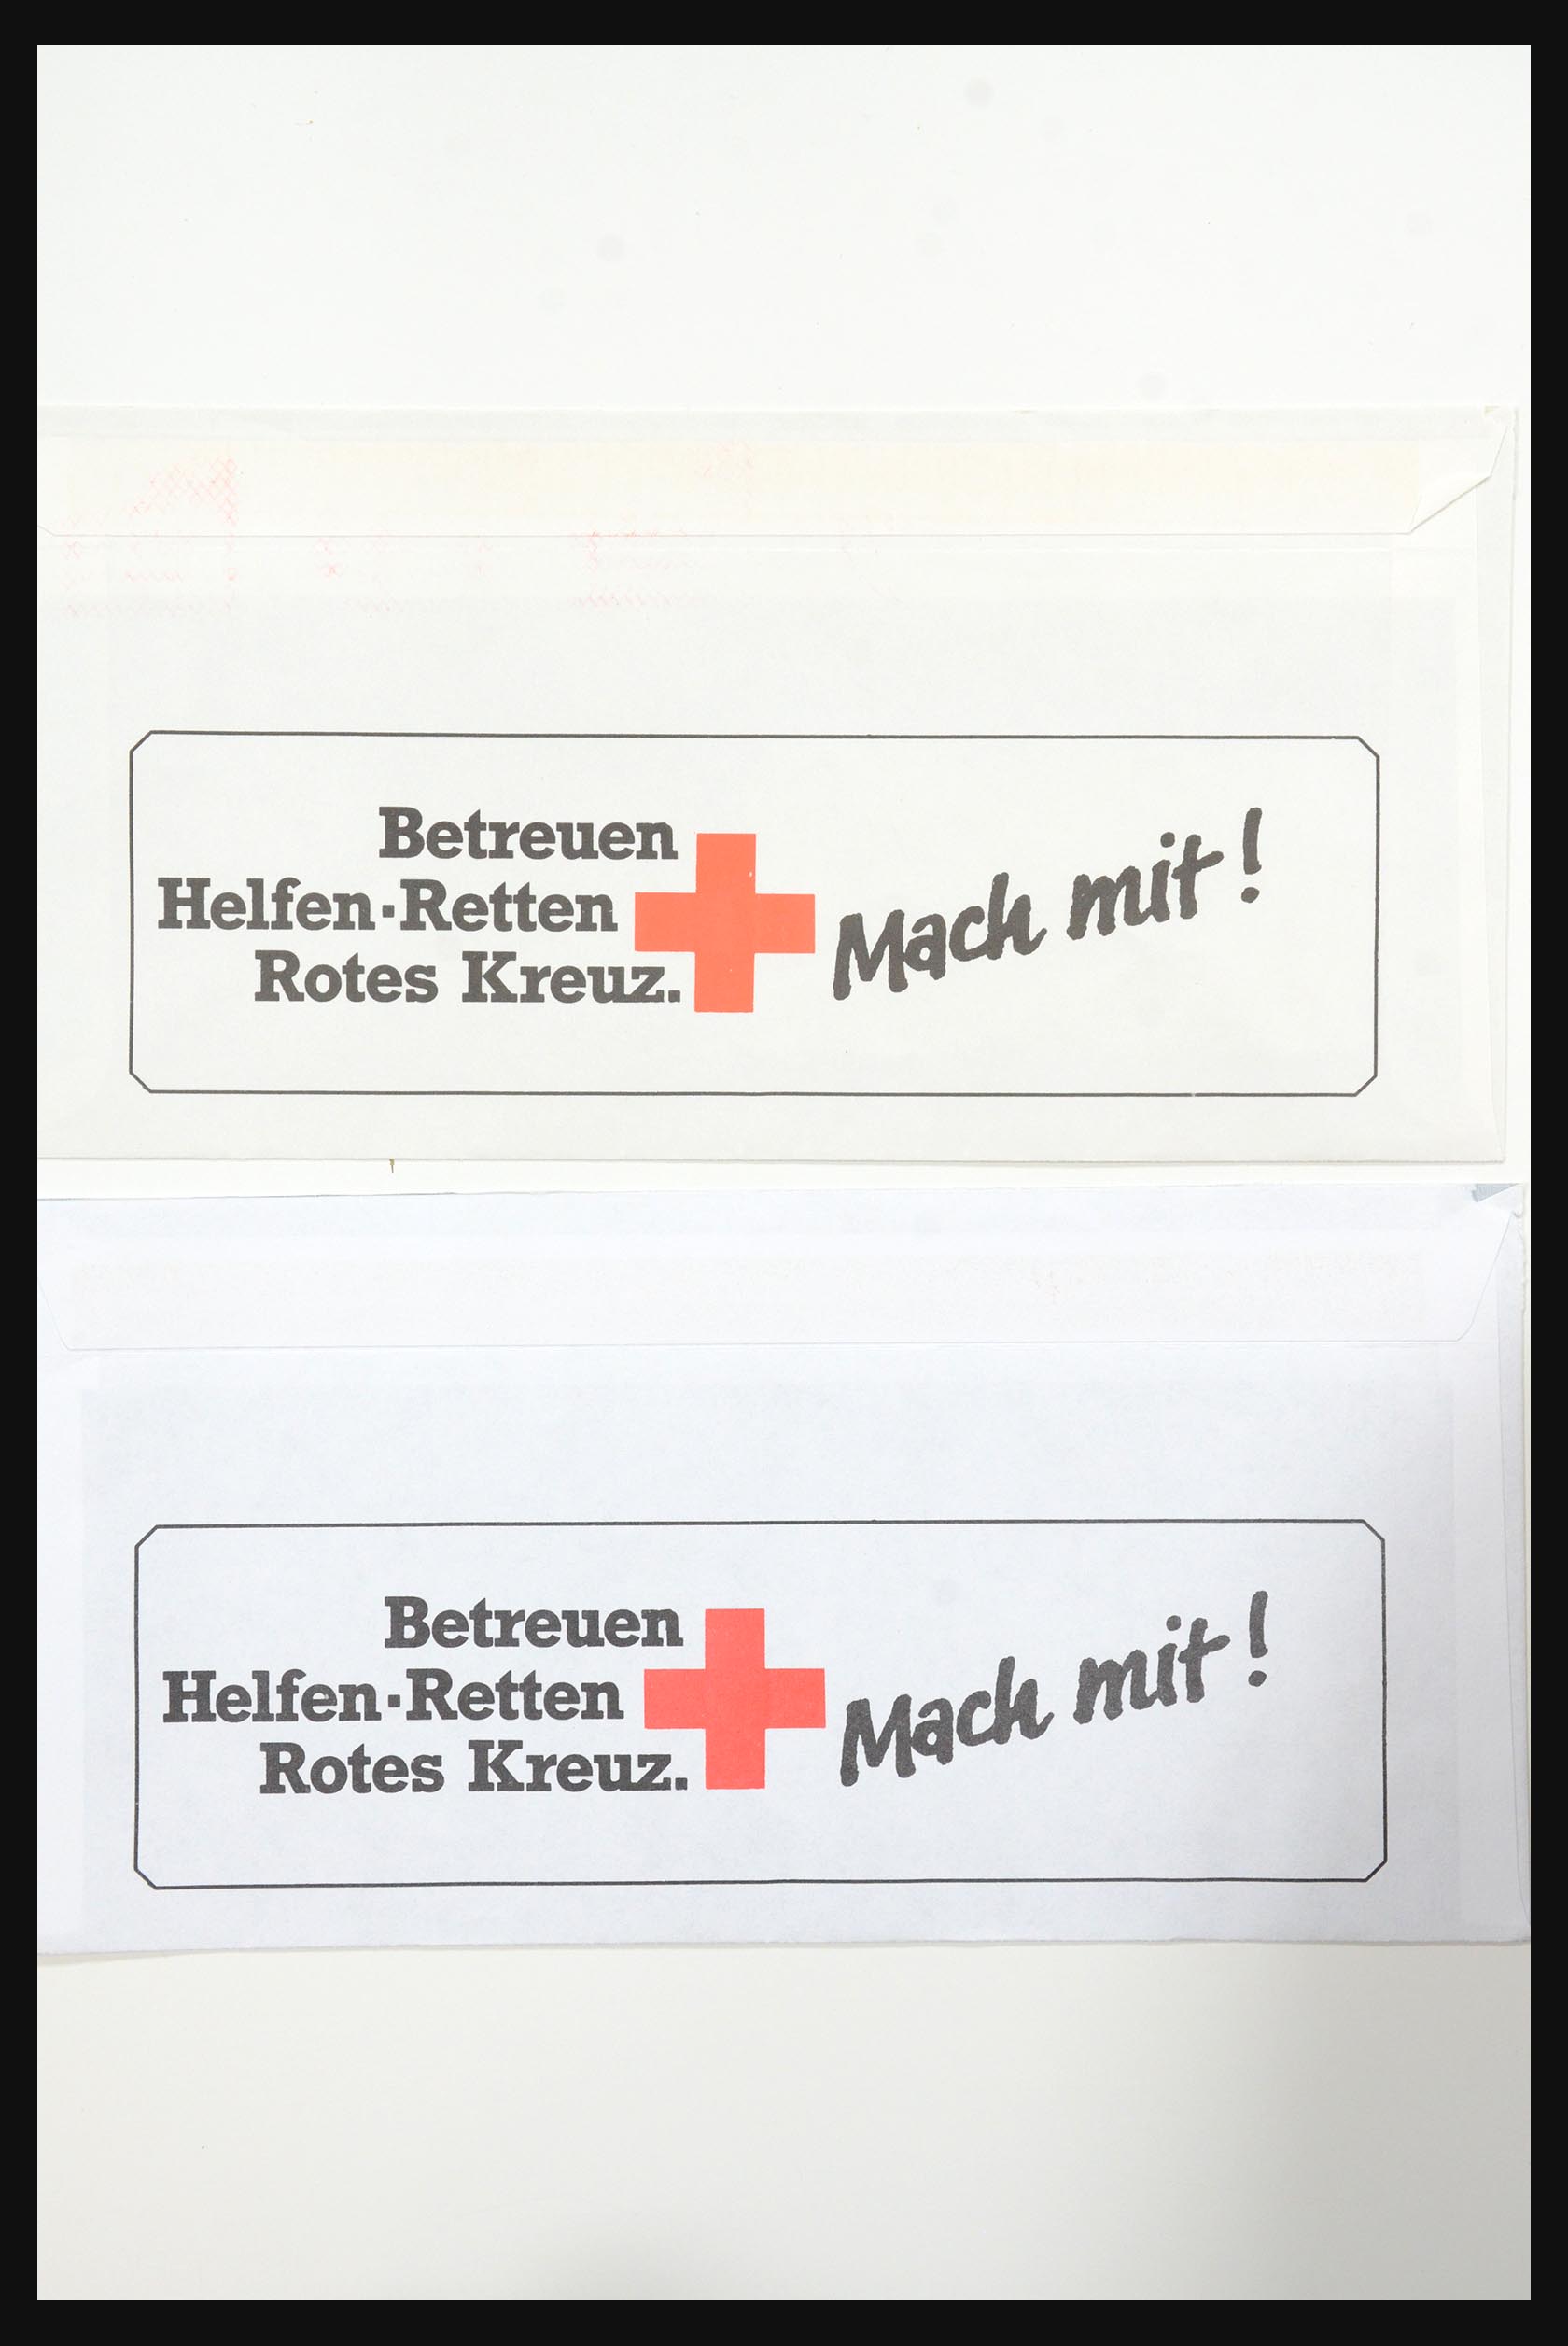 Betreuen
Helfen·Retten
Rotes Kreuz.
Mach mit!
Betreuen
Helfen·Retten
Rotes Kreuz.
Mach mit!